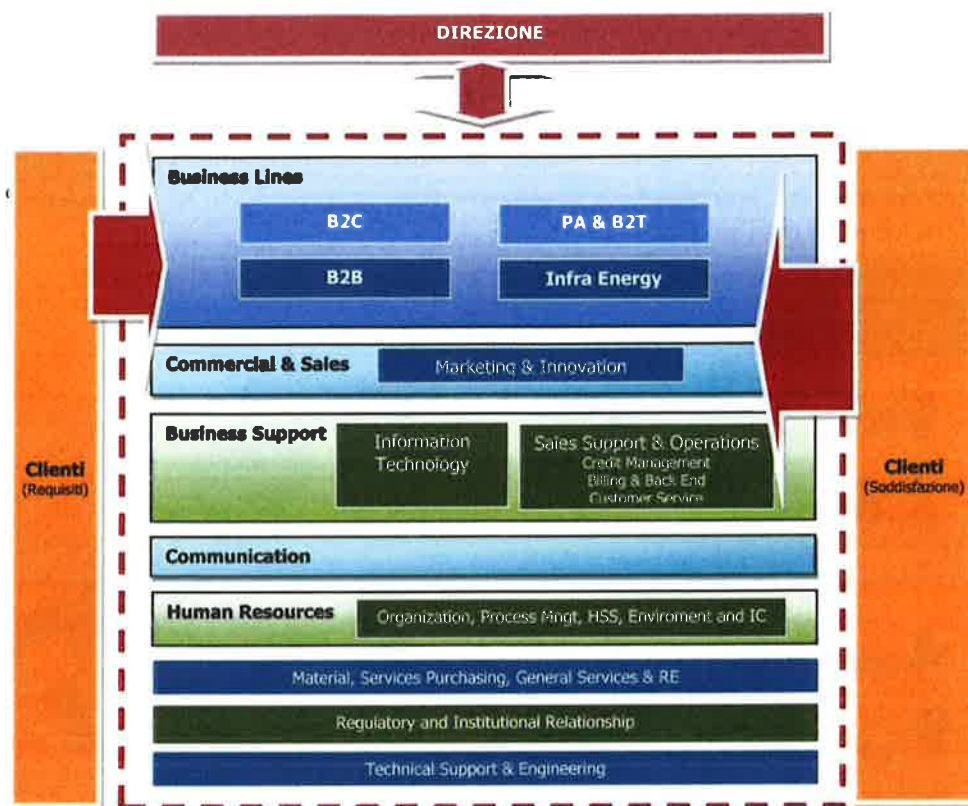 DIREZIONE
Business Lines
B2C
PA & B2T
B2B
Infra Energy
Commercial & Sales
Marketing & Innovation
Business Support
Information
Technology
Sales Support & Operations
Credit Management
Billing & Back End
Customer Service
Clienti
(Requisiti)
Clienti
(Soddisfazione)
Communication
Human Resources
Organization, Process Mngt, HSS, Enviroment and IC
Material, Services Purchasing, General Services & RE
Regulatory and Institutional Relationship
Technical Support & Engineering